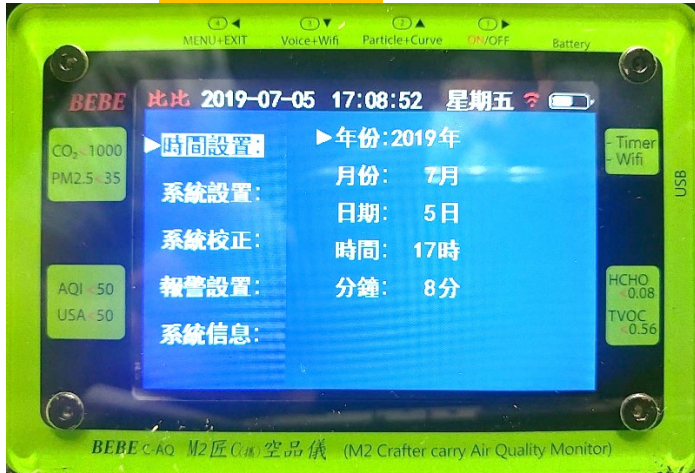 ④◀ ③▼ ②▲ ①▶
MENU+EXIT Voice+Wifi Particle+Curve ON/OFF Battery
BEBE 比比 2019-07-05 17:08:52 星期五
CO₂<1000
PM2.5<35
- Timer
- Wifi
USB
▶時間設置:
系統設置:
系統校正:
報警設置:
系統信息:
▶年份:2019年
月份: 7月
日期: 5日
時間: 17時
分鐘: 8分
AQI<50
USA<50
HCHO
<0.08
TVOC
<0.56
BEBE C-AQ M2匠C(攜)空品儀 (M2 Crafter carry Air Quality Monitor)